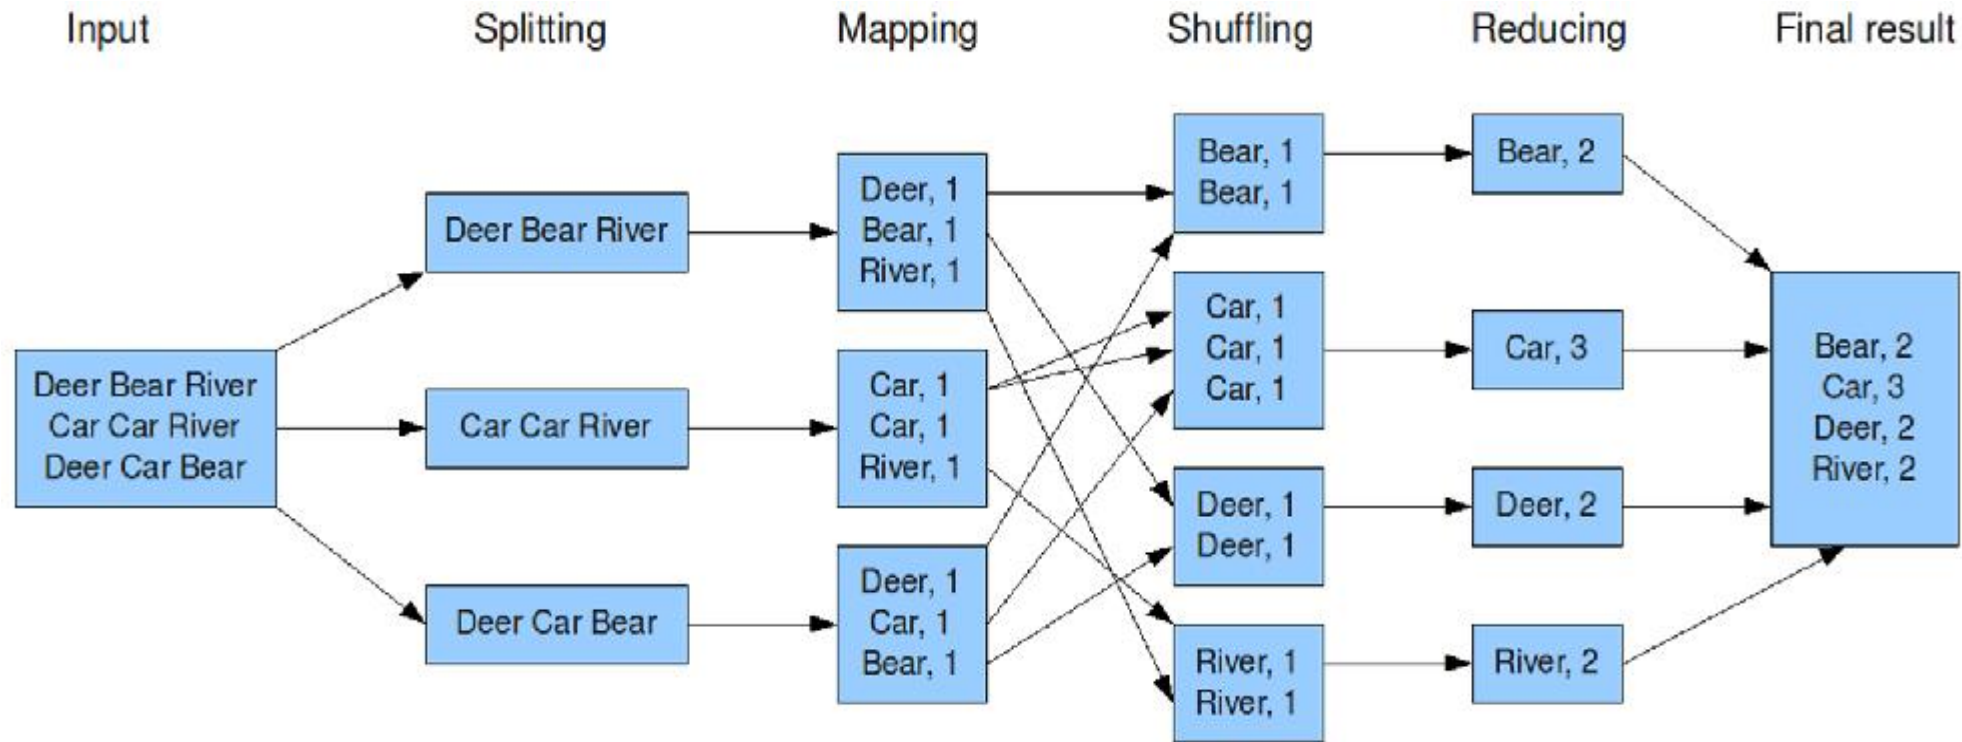 Input
Splitting
Mapping
Shuffling
Reducing
Final result
Deer Bear River
Car Car River
Deer Car Bear
Deer Bear River
Car Car River
Deer Car Bear
Deer, 1
Bear, 1
River, 1
Car, 1
Car, 1
River, 1
Deer, 1
Car, 1
Bear, 1
Bear, 1
Bear, 1
Car, 1
Car, 1
Car, 1
Deer, 1
Deer, 1
River, 1
River, 1
Bear, 2
Car, 3
Deer, 2
River, 2
Bear, 2
Car, 3
Deer, 2
River, 2